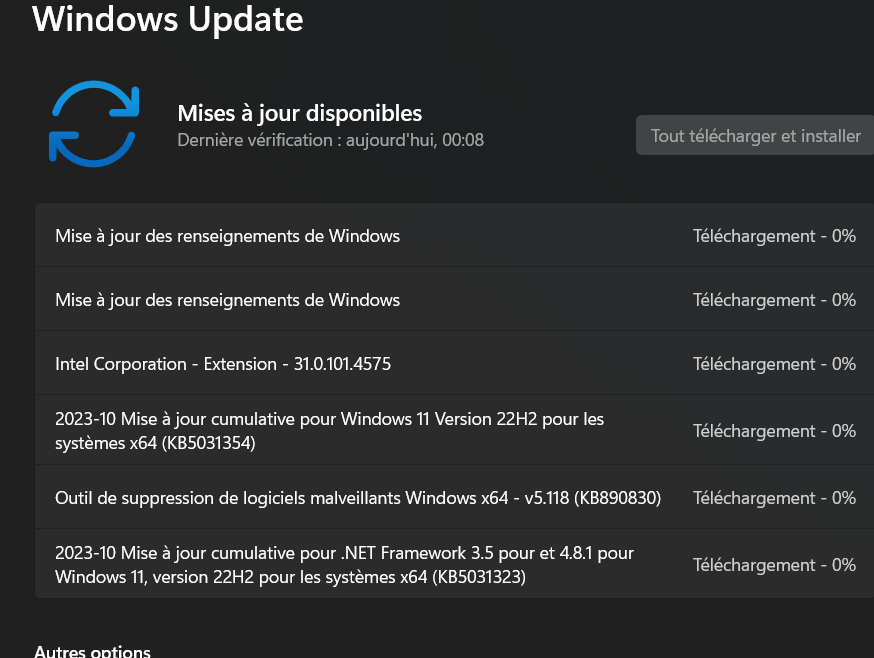 Windows Update
Mises à jour disponibles
Dernière vérification : aujourd'hui, 00:08
Tout télécharger et installer
Mise à jour des renseignements de Windows
Téléchargement - 0%
Mise à jour des renseignements de Windows
Téléchargement - 0%
Intel Corporation - Extension - 31.0.101.4575
Téléchargement - 0%
2023-10 Mise à jour cumulative pour Windows 11 Version 22H2 pour les
systèmes x64 (KB5031354)
Téléchargement - 0%
Outil de suppression de logiciels malveillants Windows x64 - v5.118 (KB890830)
Téléchargement - 0%
2023-10 Mise à jour cumulative pour .NET Framework 3.5 pour et 4.8.1 pour
Windows 11, version 22H2 pour les systèmes x64 (KB5031323)
Téléchargement - 0%
Autres options